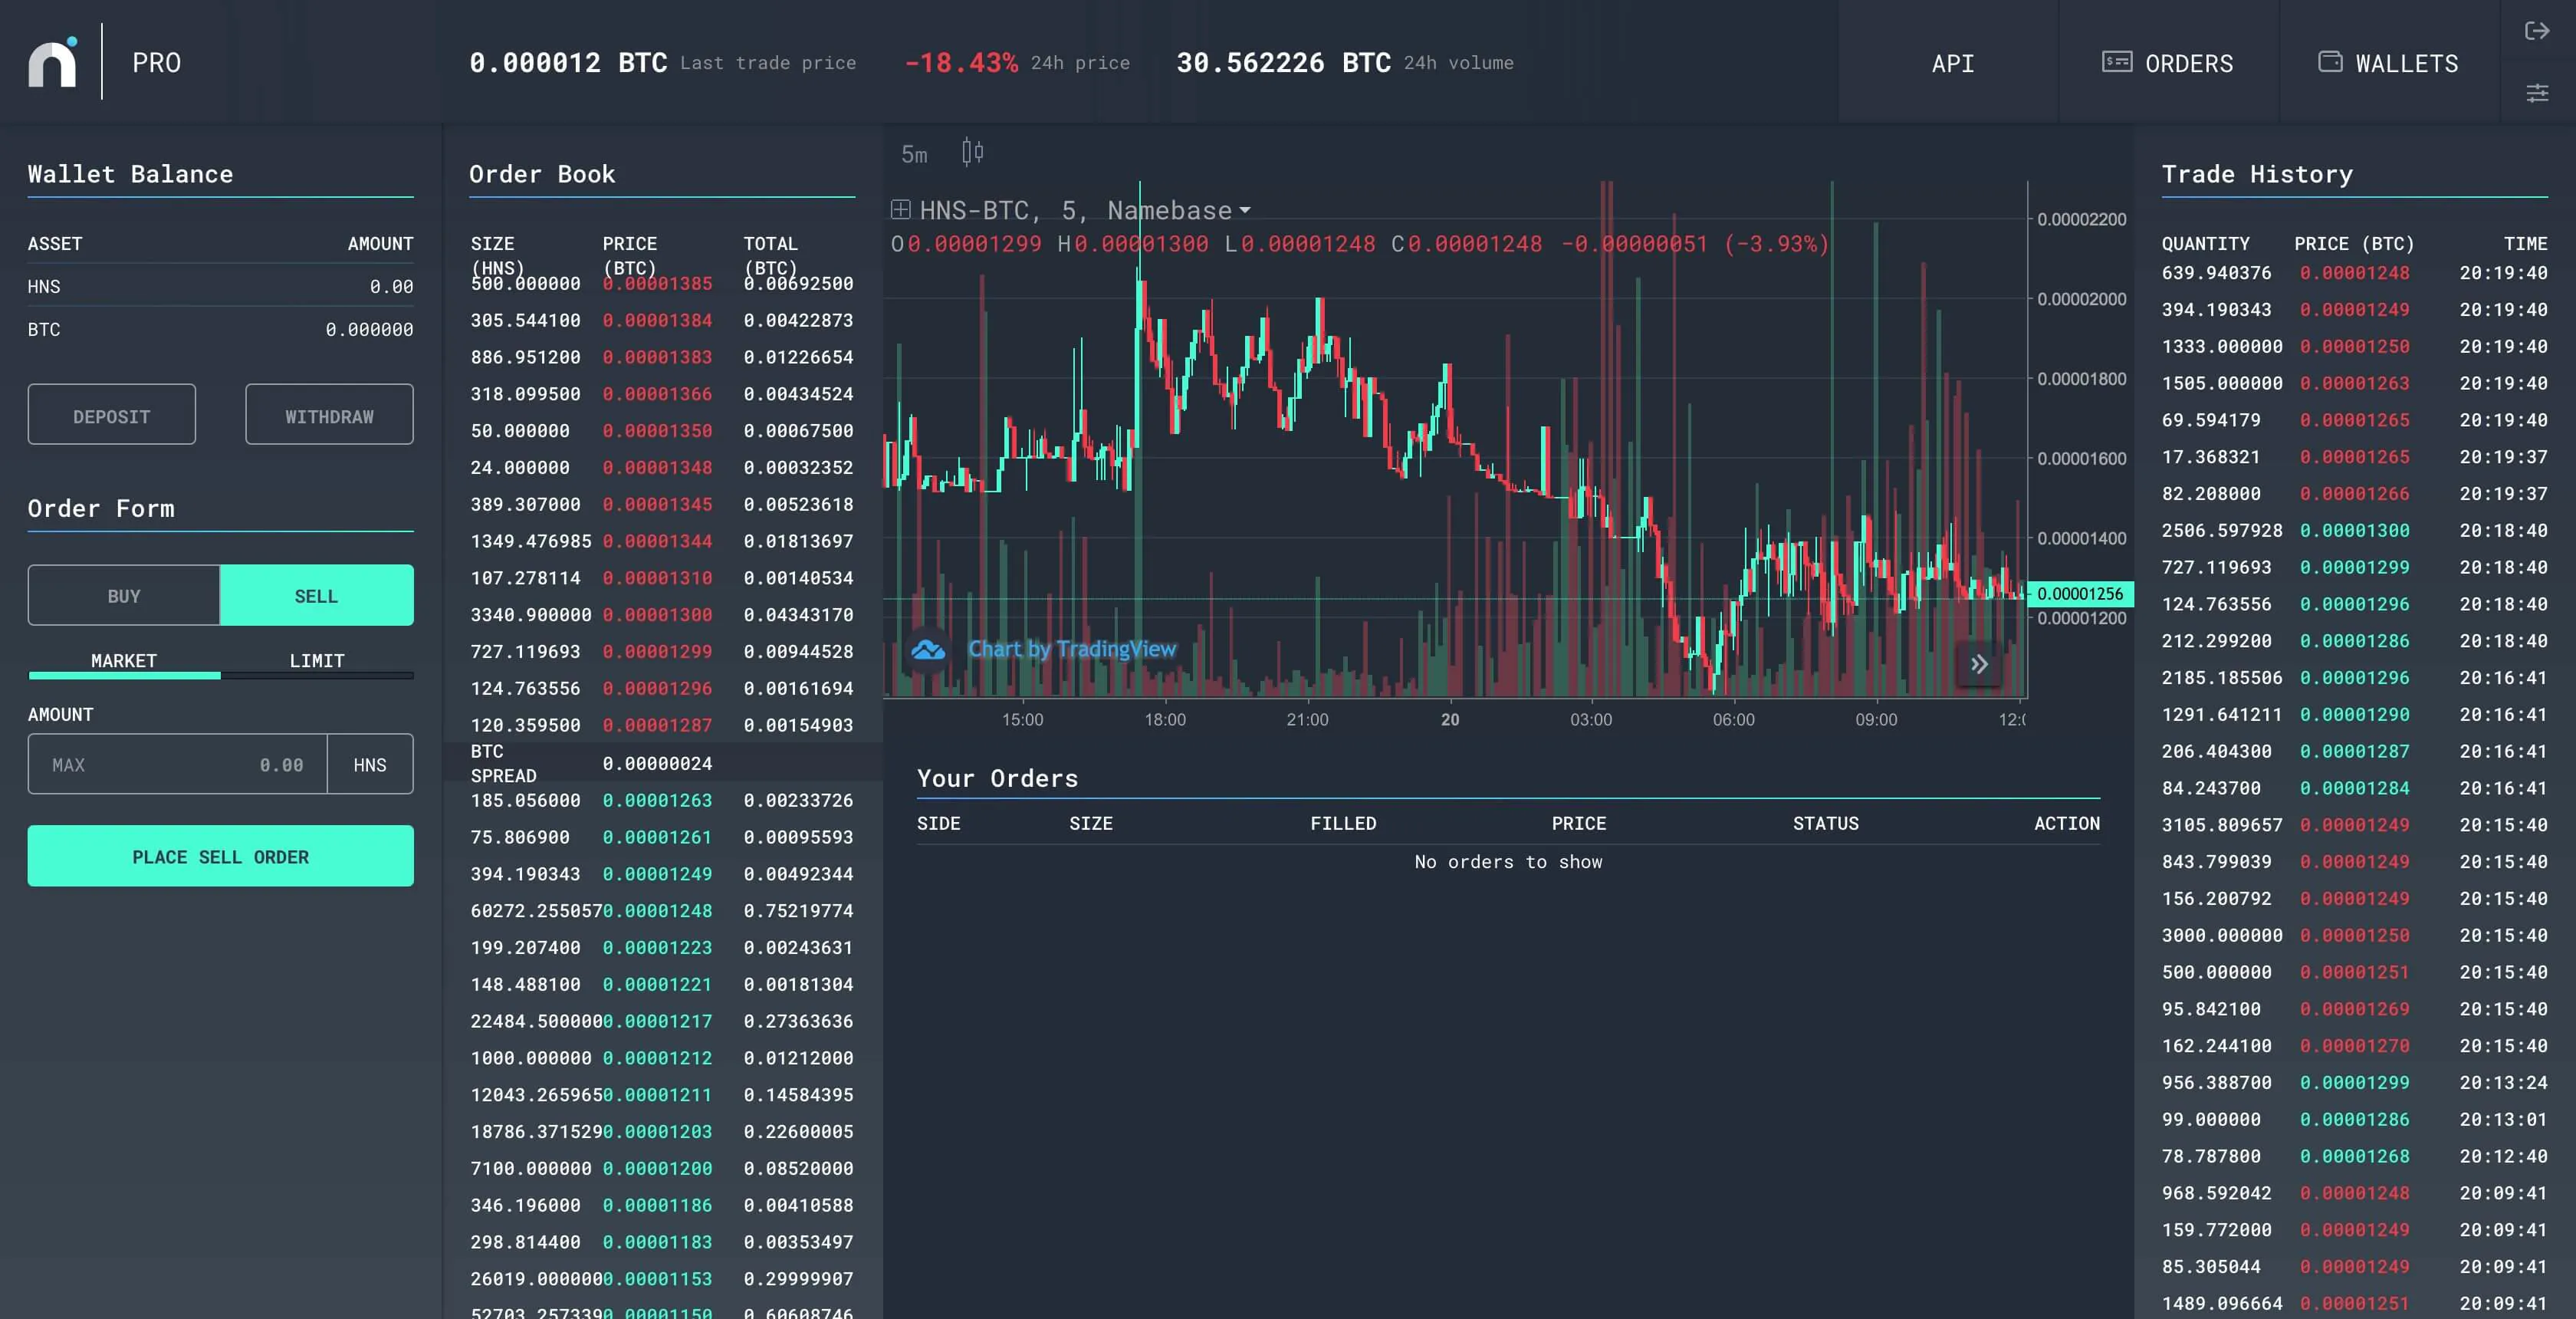 PRO
0.000012 BTC Last trade price -18.43% 24h price 30.562226 BTC 24h volume
API
ORDERS
WALLETS
Wallet Balance
ASSET AMOUNT
HNS 0.00
BTC 0.000000
DEPOSIT WITHDRAW
Order Form
BUY SELL
MARKET LIMIT
AMOUNT
MAX 0.00 HNS
PLACE SELL ORDER
Order Book
SIZE (HNS) PRICE (BTC) TOTAL (BTC)
500.000000 0.00001385 0.00692500
305.544100 0.00001384 0.00422873
886.951200 0.00001383 0.01226654
318.099500 0.00001366 0.00434524
50.000000 0.00001350 0.00067500
24.000000 0.00001348 0.00032352
389.307000 0.00001345 0.00523618
1349.476985 0.00001344 0.01813697
107.278114 0.00001310 0.00140534
3340.900000 0.00001300 0.04343170
727.119693 0.00001299 0.00944528
124.763556 0.00001296 0.00161694
120.359500 0.00001287 0.00154903
BTC SPREAD 0.00000024
185.056000 0.00001263 0.00233726
75.806900 0.00001261 0.00095593
394.190343 0.00001249 0.00492344
60272.255057 0.00001248 0.75219774
199.207400 0.00001223 0.00243631
148.488100 0.00001221 0.00181304
22484.500000 0.00001217 0.27363636
1000.000000 0.00001212 0.01212000
12043.265965 0.00001211 0.14584395
18786.371529 0.00001203 0.22600005
7100.000000 0.00001200 0.08520000
346.196000 0.00001186 0.00410588
298.814400 0.00001183 0.00353497
26019.000000 0.00001153 0.29999907
52703.257339 0.00001150 0.60608746
5m
HNS-BTC, 5, Namebase
O0.00001299 H0.00001300 L0.00001248 C0.00001248 -0.00000051 (-3.93%)
0.00002200
0.00002000
0.00001800
0.00001600
0.00001400
0.00001256
0.00001200
Chart by TradingView
15:00 18:00 21:00 20 03:00 06:00 09:00 12:
Your Orders
SIDE SIZE FILLED PRICE STATUS ACTION
No orders to show
Trade History
QUANTITY PRICE (BTC) TIME
639.940376 0.00001248 20:19:40
394.190343 0.00001249 20:19:40
1333.000000 0.00001250 20:19:40
1505.000000 0.00001263 20:19:40
69.594179 0.00001265 20:19:40
17.368321 0.00001265 20:19:37
82.208000 0.00001266 20:19:37
2506.597928 0.00001300 20:18:40
727.119693 0.00001299 20:18:40
124.763556 0.00001296 20:18:40
212.299200 0.00001286 20:18:40
2185.185506 0.00001296 20:16:41
1291.641211 0.00001290 20:16:41
206.404300 0.00001287 20:16:41
84.243700 0.00001284 20:16:41
3105.809657 0.00001249 20:15:40
843.799039 0.00001249 20:15:40
156.200792 0.00001249 20:15:40
3000.000000 0.00001250 20:15:40
500.000000 0.00001251 20:15:40
95.842100 0.00001269 20:15:40
162.244100 0.00001270 20:15:40
956.388700 0.00001299 20:13:24
99.000000 0.00001286 20:13:01
78.787800 0.00001268 20:12:40
968.592042 0.00001248 20:09:41
159.772000 0.00001249 20:09:41
85.305044 0.00001249 20:09:41
1489.096664 0.00001251 20:09:41